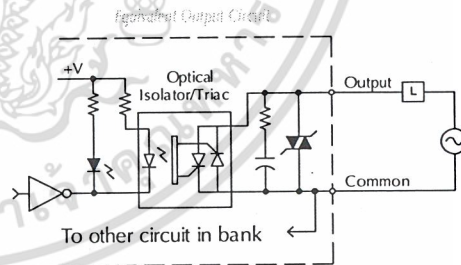 Equivalent Output Circuit
+V
Optical
Isolator/Triac
Output
L
Common
To other circuit in bank